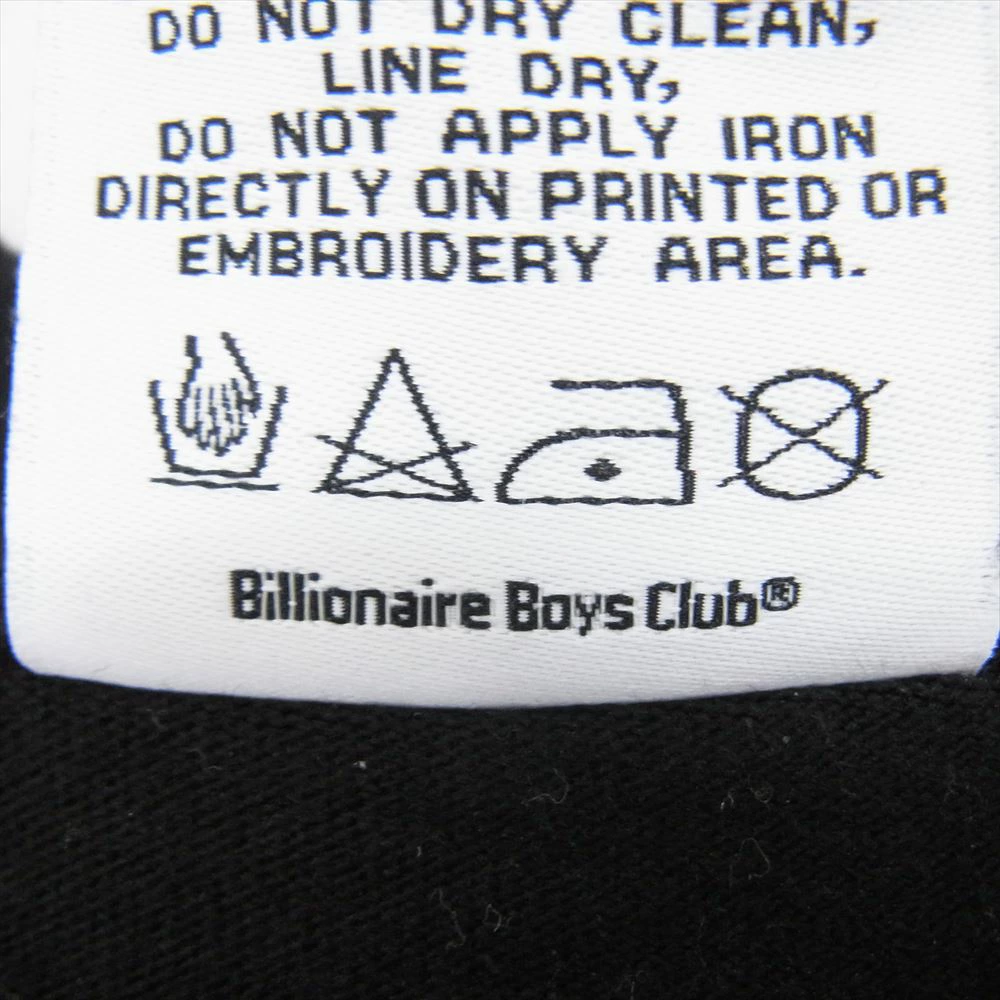 DO NOT DRY CLEAN,
LINE DRY,
DO NOT APPLY IRON
DIRECTLY ON PRINTED OR
EMBROIDERY AREA.
Billionaire Boys Club®